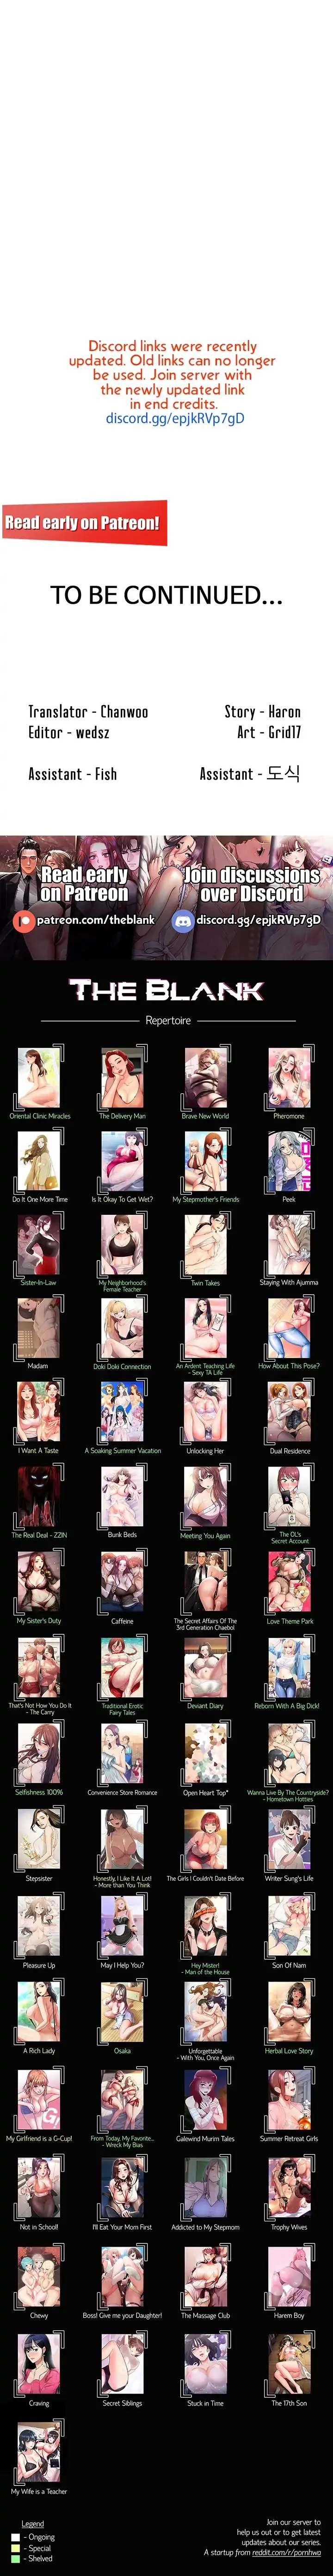 Discord links were recently
updated. Old links can no longer
be used. Join server with
the newly updated link
in end credits.
discord.gg/epjkRVp7gD
Read early on Patreon!
TO BE CONTINUED...
Translator - Chanwoo
Story - Haron
Editor - wedsz
Art - Grid17
Assistant - Fish
Assistant - 도식
Read early
on Patreon
patreon.com/theblank
Join discussions
over Discord
discord.gg/epjkRVp7gD
THE BLANK
Repertoire
Oriental Clinic Miracles
The Delivery Man
Brave New World
Pheromone
Do It One More Time
Is It Okay To Get Wet?
My Stepmother's Friends
Peek
Sister-In-Law
My Neighborhood's
Female Teacher
Twin Takes
Staying With Ajumma
Madam
Doki Doki Connection
An Ardent Teaching Life
- Sexy TA Life
How About This Pose?
I Want A Taste
A Soaking Summer Vacation
Unlocking Her
Dual Residence
The Real Deal - ZZIN
Bunk Beds
Meeting You Again
The OL's
Secret Account
My Sister's Duty
Caffeine
The Secret Affairs Of The
3rd Generation Chaebol
Love Theme Park
That's Not How You Do It
- The Carry
Traditional Erotic
Fairy Tales
Deviant Diary
Reborn With A Big Dick!
Selfishness 100%
Convenience Store Romance
Open Heart Top*
Wanna Live By The Countryside?
- Hometown Hotties
Stepsister
Honestly, I Like It A Lot!
- More than You Think
The Girls I Couldn't Date Before
Writer Sung's Life
Pleasure Up
May I Help You?
Hey Mister!
- Man of the House
Son Of Nam
A Rich Lady
Osaka
Unforgettable
- With You, Once Again
Herbal Love Story
My Girlfriend is a G-Cup!
From Today, My Favorite...
- Wreck My Bias
Galewind Murim Tales
Summer Retreat Girls
Not in School!
I'll Eat Your Mom First
Addicted to My Stepmom
Trophy Wives
Chewy
Boss! Give me your Daughter!
The Massage Club
Harem Boy
Craving
Secret Siblings
Stuck in Time
The 17th Son
My Wife is a Teacher
Legend
- Ongoing
- Special
- Shelved
Join our server to
help us out or to get latest
updates about our series.
A startup from reddit.com/r/pornhwa